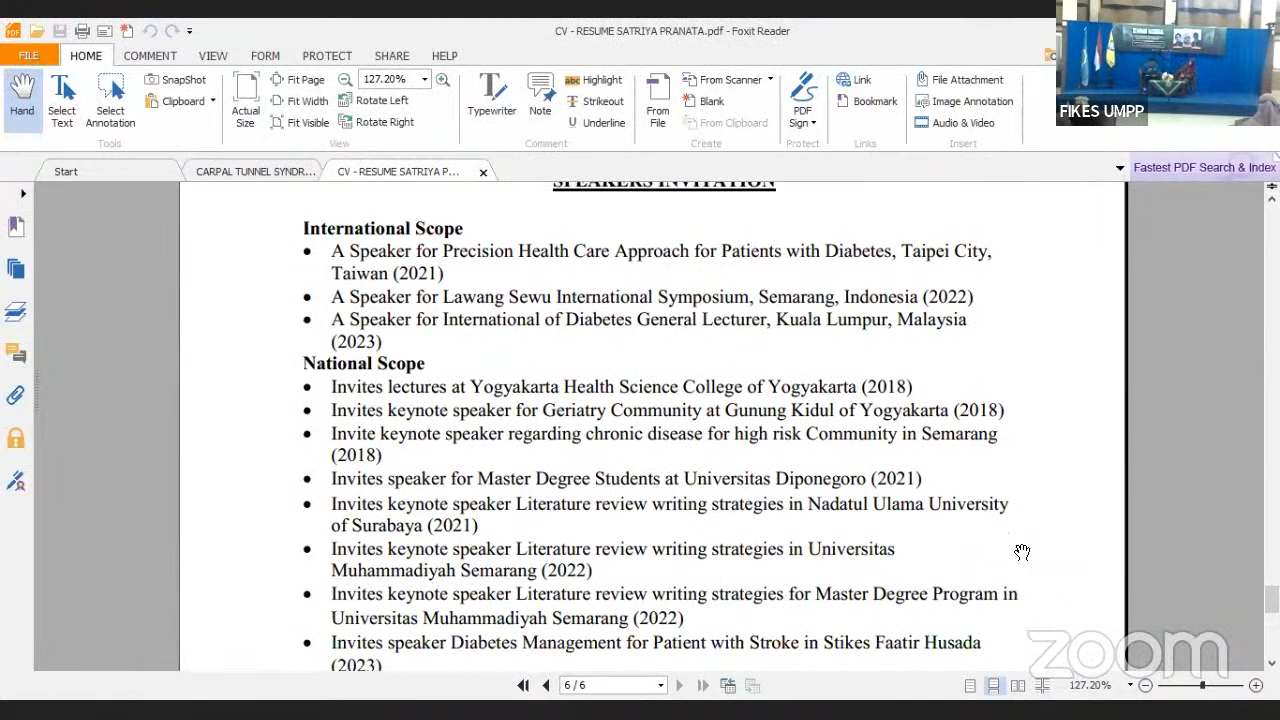 CV - RESUME SATRIYA PRANATA.pdf - Foxit Reader
FILE HOME COMMENT VIEW FORM PROTECT SHARE HELP
Hand
Select Text
Select Annotation
SnapShot
Clipboard
Tools
Actual Size
Fit Page
Fit Width
Fit Visible
127.20%
Rotate Left
Rotate Right
View
Typewriter
Note
Highlight
Strikeout
Underline
Comment
From File
From Scanner
Blank
From Clipboard
Create
PDF Sign
Protect
Link
Bookmark
Links
File Attachment
Image Annotation
Audio & Video
Insert
FIKES UMPP
Start
CARPAL TUNNEL SYNDR...
CV - RESUME SATRIYA P...
Fastest PDF Search & Index
SPEAKERS INVITATION
International Scope
• A Speaker for Precision Health Care Approach for Patients with Diabetes, Taipei City,
Taiwan (2021)
• A Speaker for Lawang Sewu International Symposium, Semarang, Indonesia (2022)
• A Speaker for International of Diabetes General Lecturer, Kuala Lumpur, Malaysia
(2023)
National Scope
• Invites lectures at Yogyakarta Health Science College of Yogyakarta (2018)
• Invites keynote speaker for Geriatry Community at Gunung Kidul of Yogyakarta (2018)
• Invite keynote speaker regarding chronic disease for high risk Community in Semarang
(2018)
• Invites speaker for Master Degree Students at Universitas Diponegoro (2021)
• Invites keynote speaker Literature review writing strategies in Nadatul Ulama University
of Surabaya (2021)
• Invites keynote speaker Literature review writing strategies in Universitas
Muhammadiyah Semarang (2022)
• Invites keynote speaker Literature review writing strategies for Master Degree Program in
Universitas Muhammadiyah Semarang (2022)
• Invites speaker Diabetes Management for Patient with Stroke in Stikes Faatir Husada
(2023)
zoom
6 / 6
127.20%